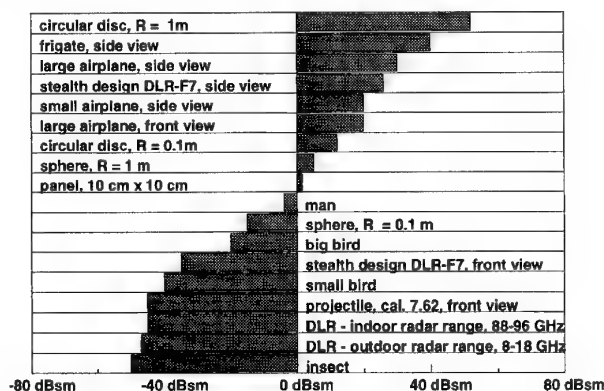 circular disc, R = 1m
frigate, side view
large airplane, side view
stealth design DLR-F7, side view
small airplane, side view
large airplane, front view
circular disc, R = 0.1m
sphere, R = 1 m
panel, 10 cm x 10 cm
man
sphere, R = 0.1 m
big bird
stealth design DLR-F7, front view
small bird
projectile, cal. 7.62, front view
DLR - indoor radar range, 88-96 GHz
DLR - outdoor radar range, 8-18 GHz
insect
-80 dBsm -40 dBsm 0 dBsm 40 dBsm 80 dBsm